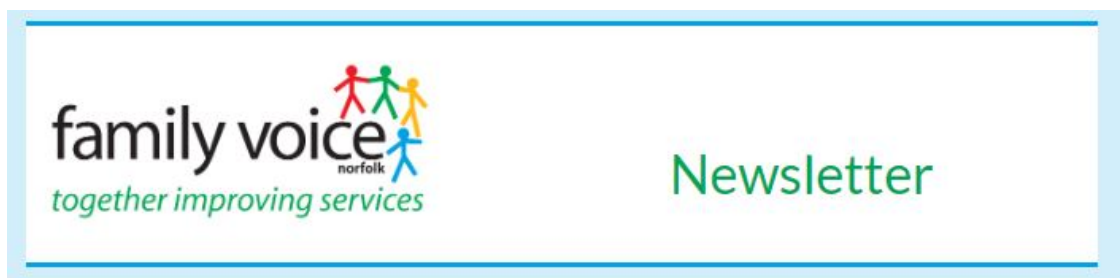 family voice
norfolk
together improving services
Newsletter